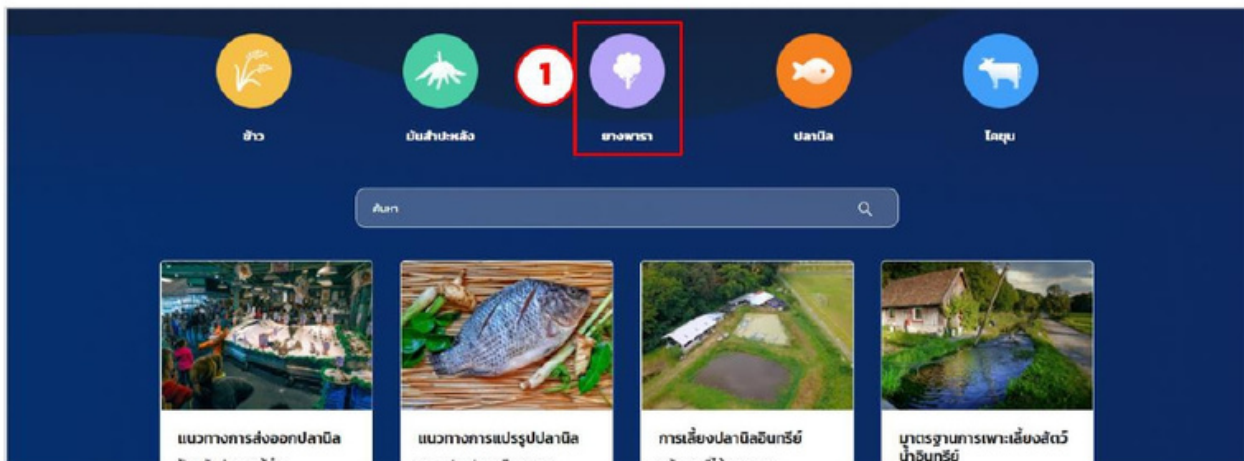 1
ข้าว
มันสำปะหลัง
ยางพารา
ปลานิล
โคขุน
ค้นหา
แนวทางการส่งออกปลานิล
แนวทางการแปรรูปปลานิล
การเลี้ยงปลานิลอินทรีย์
มาตรฐานการเพาะเลี้ยงสัตว์
น้ำอินทรีย์